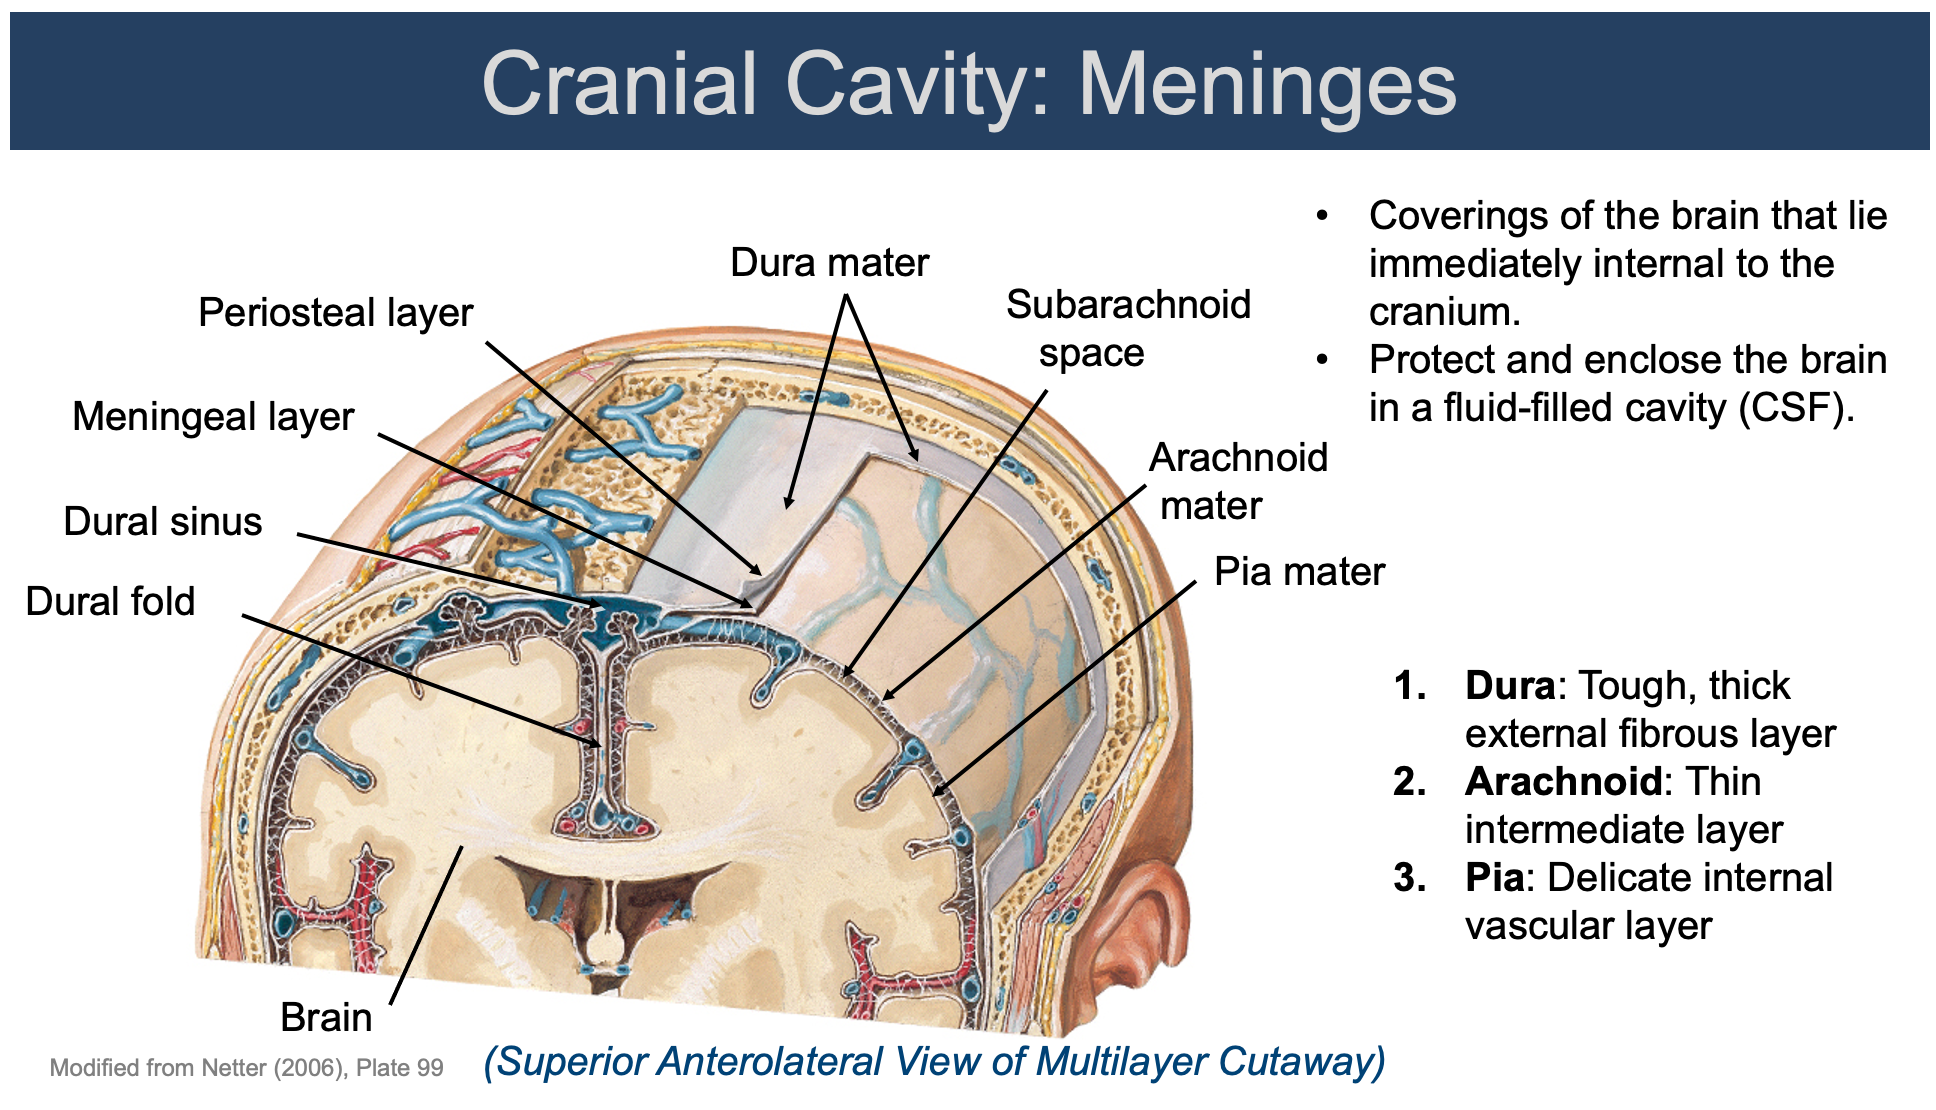 Cranial Cavity: Meninges
• Coverings of the brain that lie
immediately internal to the
cranium.
• Protect and enclose the brain
in a fluid-filled cavity (CSF).
Dura mater
Periosteal layer
Subarachnoid
space
Meningeal layer
Arachnoid
mater
Dural sinus
Pia mater
Dural fold
1. Dura: Tough, thick
external fibrous layer
2. Arachnoid: Thin
intermediate layer
3. Pia: Delicate internal
vascular layer
Brain
Modified from Netter (2006), Plate 99
(Superior Anterolateral View of Multilayer Cutaway)